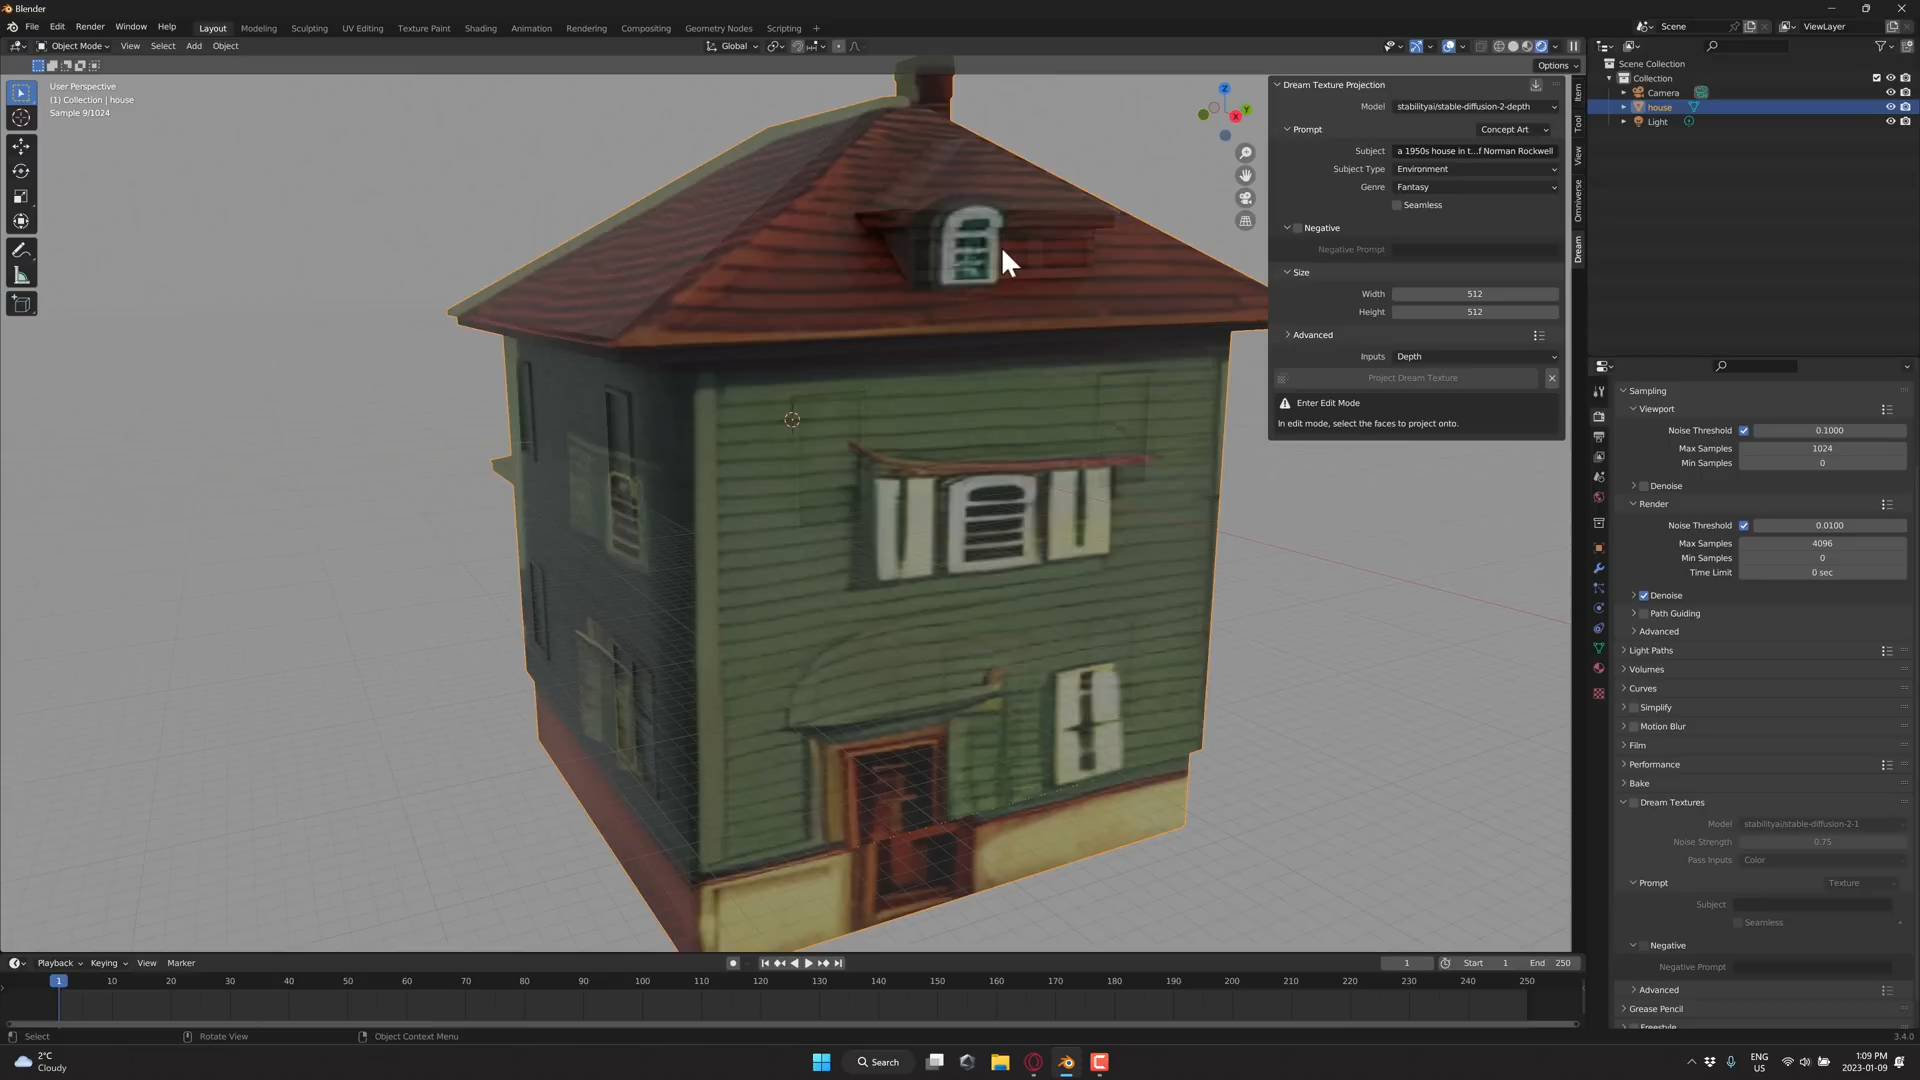 Blender
File Edit Render Window Help Layout Modeling Sculpting UV Editing Texture Paint Shading Animation Rendering Compositing Geometry Nodes Scripting + Scene ViewLayer
Object Mode View Select Add Object Global
Options
User Perspective
(1) Collection | house
Sample 9/1024
Dream Texture Projection
Model stabilityai/stable-diffusion-2-depth
Prompt Concept Art
Subject a 1950s house in t...f Norman Rockwell
Subject Type Environment
Genre Fantasy
Seamless
Negative
Negative Prompt
Size
Width 512
Height 512
Advanced
Inputs Depth
Project Dream Texture
Enter Edit Mode
In edit mode, select the faces to project onto.
Item
Tool
View
Omniverse
Dream
Scene Collection
Collection
Camera
house
Light
Sampling
Viewport
Noise Threshold 0.1000
Max Samples 1024
Min Samples 0
Denoise
Render
Noise Threshold 0.0100
Max Samples 4096
Min Samples 0
Time Limit 0 sec
Denoise
Path Guiding
Advanced
Light Paths
Volumes
Curves
Simplify
Motion Blur
Film
Performance
Bake
Dream Textures
Model stabilityai/stable-diffusion-2-1
Noise Strength 0.75
Pass Inputs Color
Prompt Texture
Subject
Seamless
Negative
Negative Prompt
Advanced
Grease Pencil
Freestyle
Playback Keying View Marker 1 Start 1 End 250
1 10 20 30 40 50 60 70 80 90 100 110 120 130 140 150 160 170 180 190 200 210 220 230 240 250
Select Rotate View Object Context Menu 3.4.0
2°C
Cloudy
Search
ENG
US
1:09 PM
2023-01-09